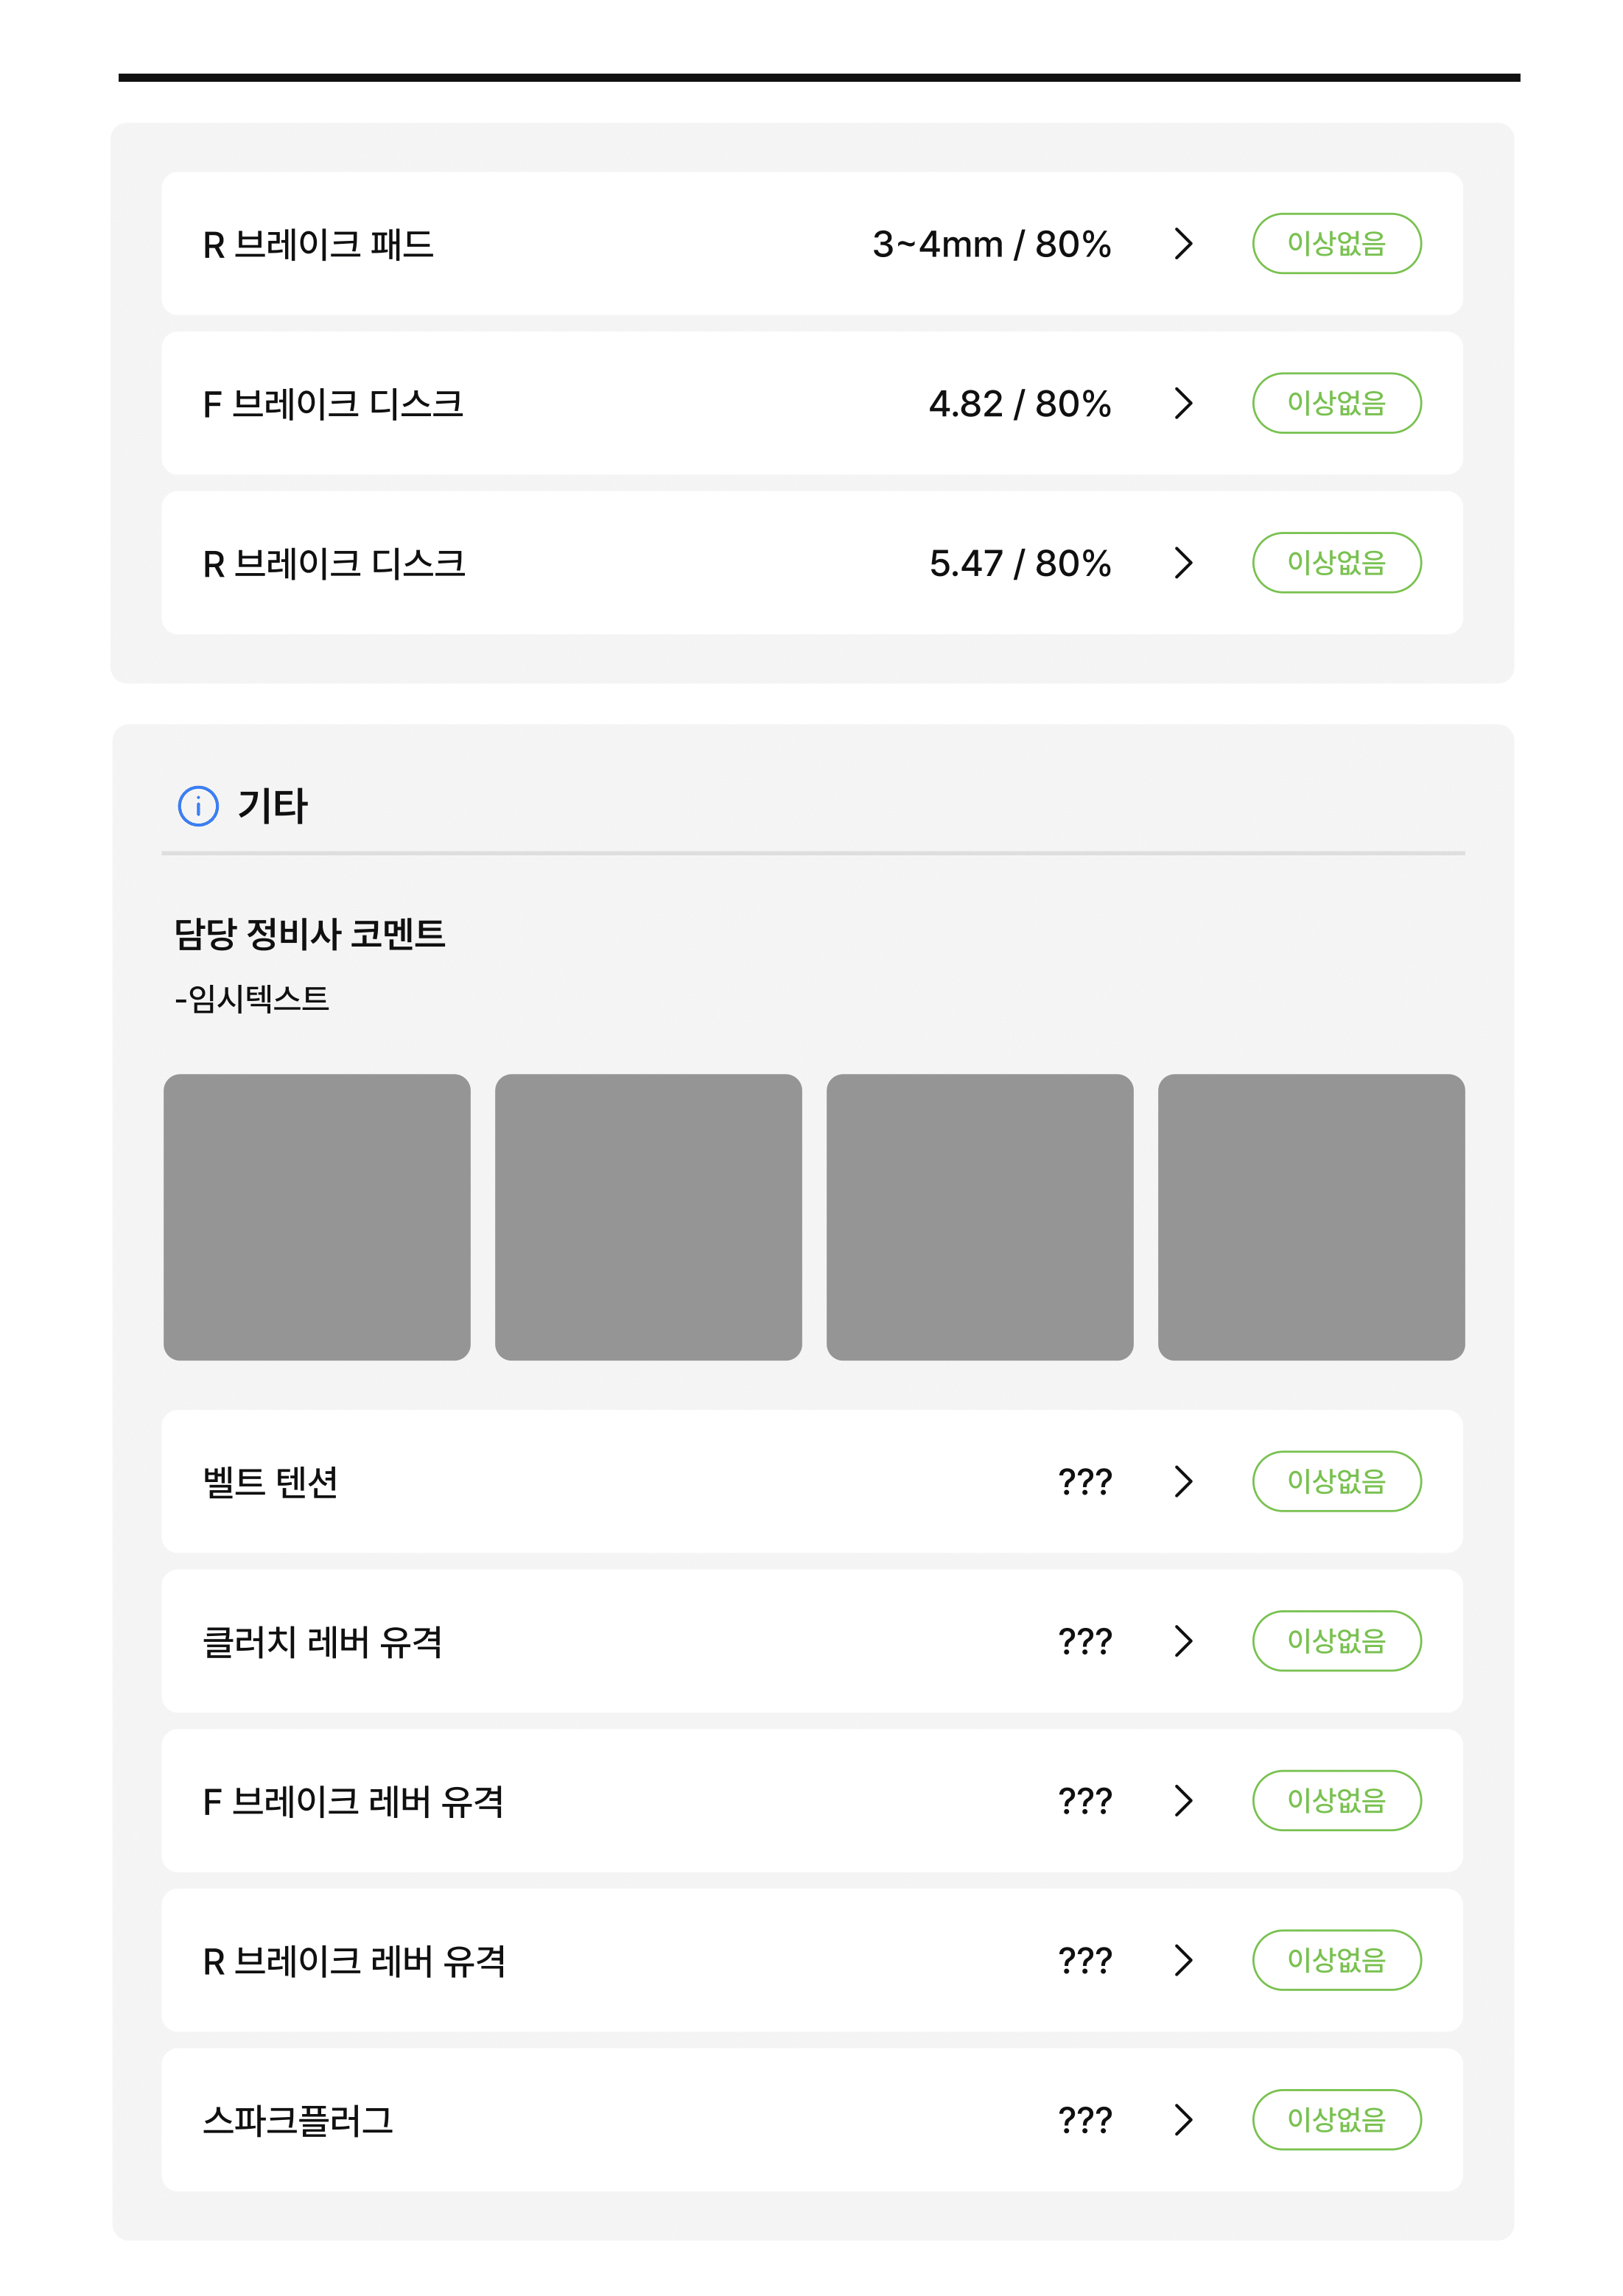 R 브레이크 패드 3~4mm / 80% > 이상없음
F 브레이크 디스크 4.82 / 80% > 이상없음
R 브레이크 디스크 5.47 / 80% > 이상없음
기타
담당 정비사 코멘트
-임시텍스트
벨트 텐션 ??? > 이상없음
클러치 레버 유격 ??? > 이상없음
F 브레이크 레버 유격 ??? > 이상없음
R 브레이크 레버 유격 ??? > 이상없음
스파크플러그 ??? > 이상없음